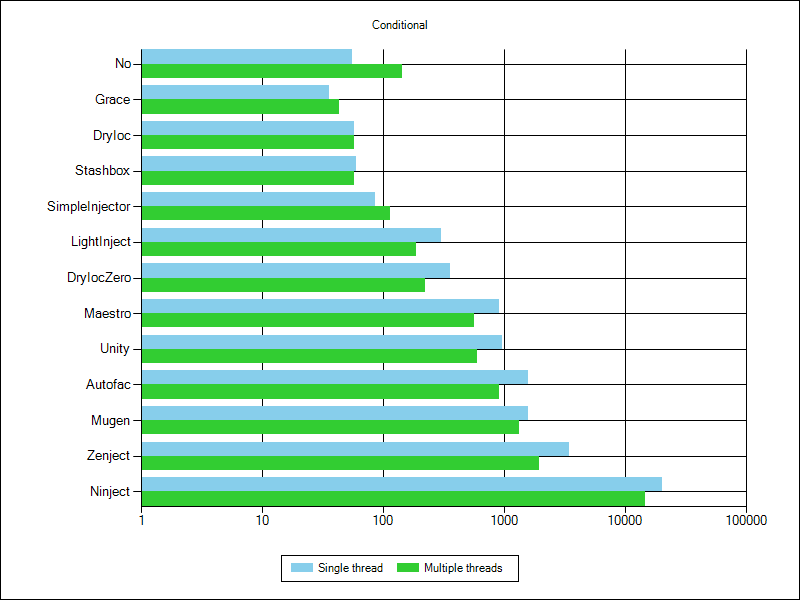 Conditional
No
Grace
DryIoc
Stashbox
SimpleInjector
LightInject
DryIocZero
Maestro
Unity
Autofac
Mugen
Zenject
Ninject
1 10 100 1000 10000 100000
Single thread Multiple threads